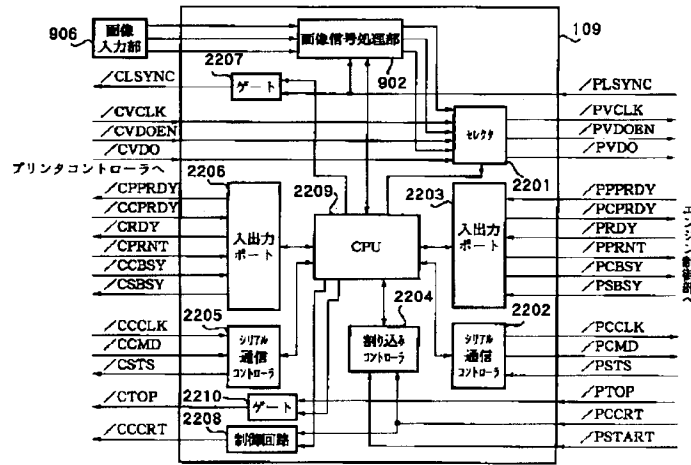 画像
入力部
906
画像信号処理部
902
109
2207
ゲート
/CLSYNC
/PLSYNC
/CVCLK
/CVDOEN
/CVDO
セレクタ
2201
/PVCLK
/PVDOEN
/PVDO
プリンタコントローラへ
2206
入出力
ポート
/CPPRDY
/CCPRDY
/CRDY
/CPRNT
/CCBSY
/CSBSY
2209
CPU
2203
入出力
ポート
/PPPRDY
/PCPRDY
/PRDY
/PPRNT
/PCBSY
/PSBSY
2205
シリアル
通信
コントローラ
/CCCLK
/CCMD
/CSTS
2204
割り込み
コントローラ
2202
シリアル
通信
コントローラ
/PCCLK
/PCMD
/PSTS
2210
ゲート
/CTOP
/PTOP
2208
制御回路
/CCCRT
/PCCRT
/PSTART